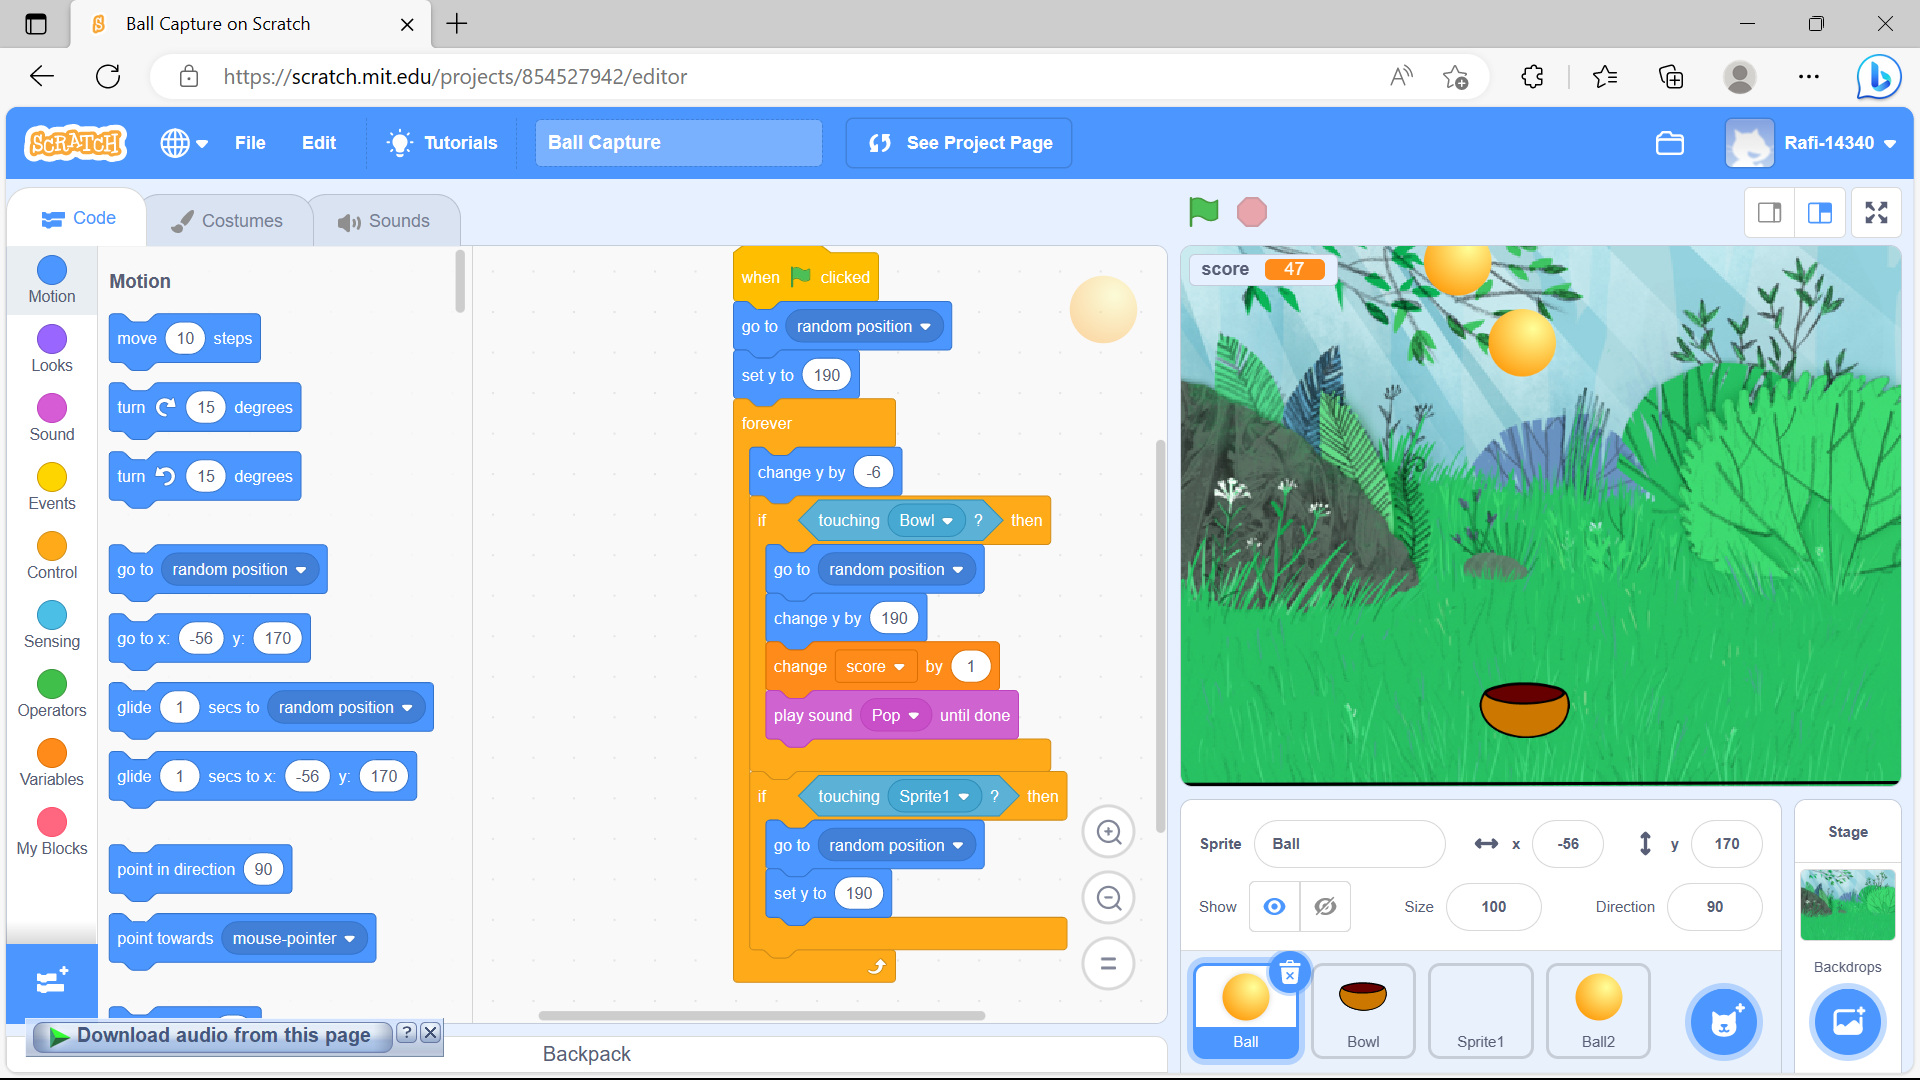 Ball Capture on Scratch
https://scratch.mit.edu/projects/854527942/editor
SCRATCH
File
Edit
Tutorials
Ball Capture
See Project Page
Rafi-14340
Code
Costumes
Sounds
Motion
Looks
Sound
Events
Control
Sensing
Operators
Variables
My Blocks
Motion
move 10 steps
turn 15 degrees
turn 15 degrees
go to random position
go to x: -56 y: 170
glide 1 secs to random position
glide 1 secs to x: -56 y: 170
point in direction 90
point towards mouse-pointer
Download audio from this page ?
when clicked
go to random position
set y to 190
forever
change y by -6
if touching Bowl ? then
go to random position
change y by 190
change score by 1
play sound Pop until done
if touching Sprite1 ? then
go to random position
set y to 190
Backpack
score 47
Sprite Ball x -56 y 170
Show Size 100 Direction 90
Ball
Bowl
Sprite1
Ball2
Stage
Backdrops